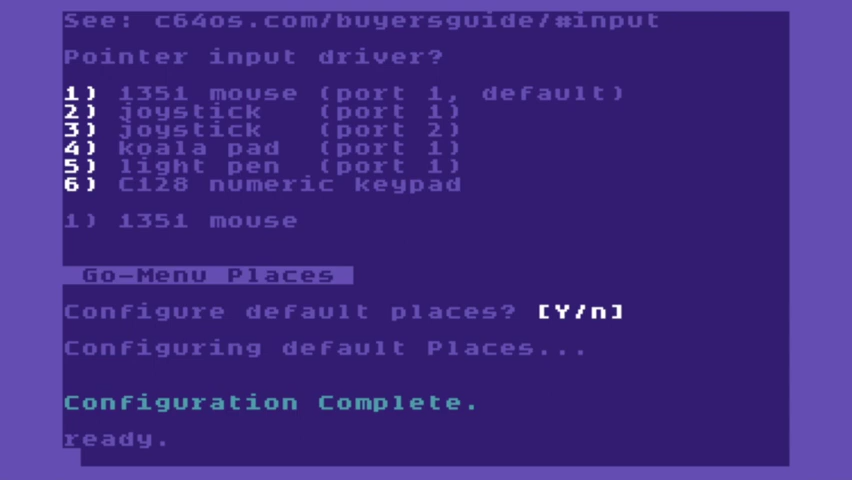 See: c64os.com/buyersguide/#input
Pointer input driver?
1) 1351 mouse (port 1, default)
2) joystick   (port 1)
3) joystick   (port 2)
4) koala pad  (port 1)
5) light pen  (port 1)
6) C128 numeric keypad
1) 1351 mouse
Go-Menu Places
Configure default places? [Y/n]
Configuring default Places...
Configuration Complete.
ready.